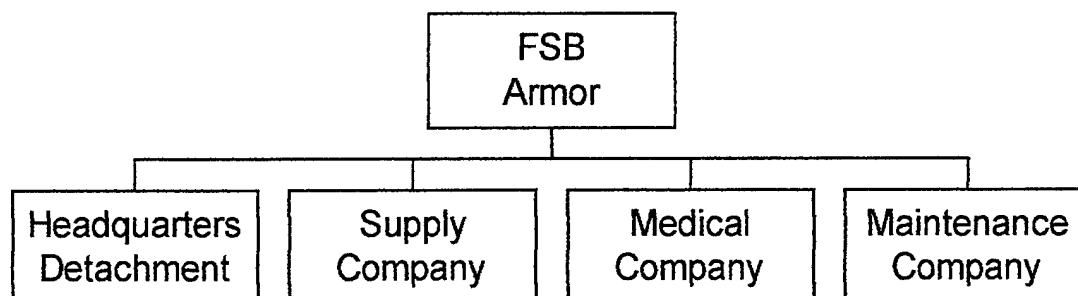 FSB
Armor
Headquarters
Detachment
Supply
Company
Medical
Company
Maintenance
Company